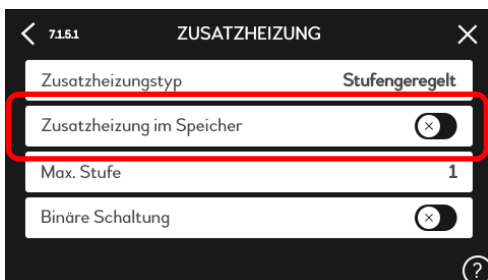 7.1.5.1 ZUSATZHEIZUNG
Zusatzheizungstyp Stufengeregelt
Zusatzheizung im Speicher
Max. Stufe 1
Binäre Schaltung
?